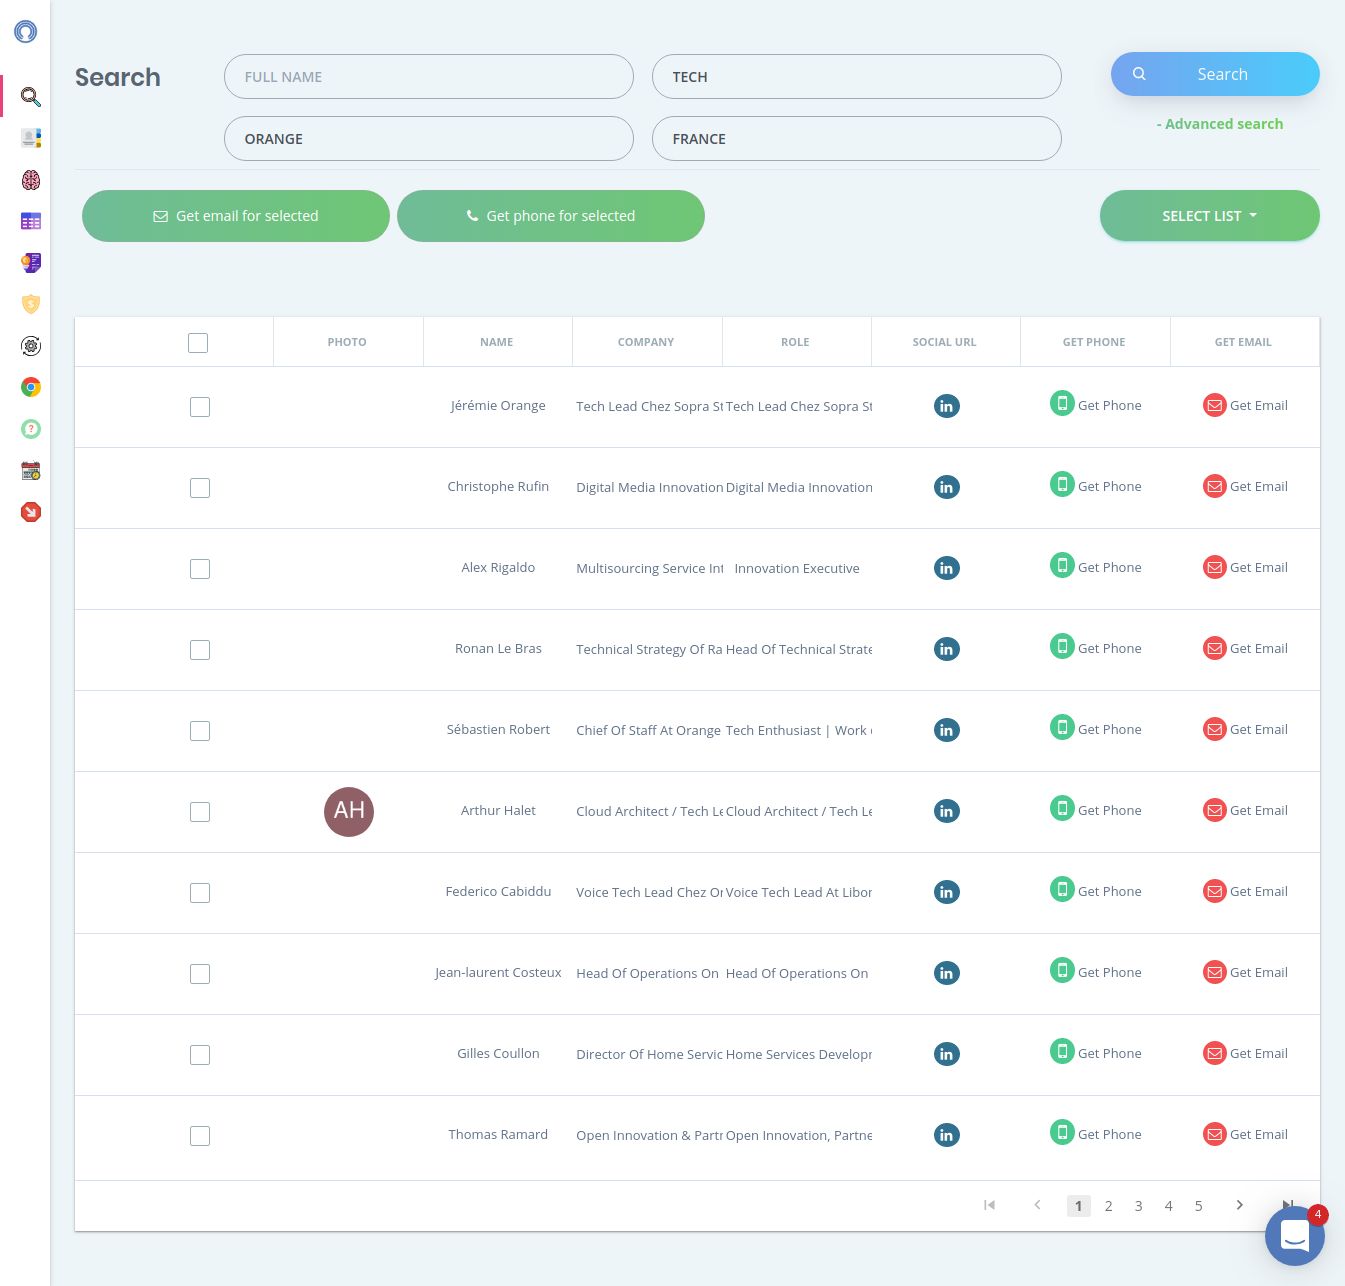 Search
FULL NAME
TECH
Search
ORANGE
FRANCE
- Advanced search
Get email for selected
Get phone for selected
SELECT LIST
PHOTO NAME COMPANY ROLE SOCIAL URL GET PHONE GET EMAIL
Jérémie Orange Tech Lead Chez Sopra St Tech Lead Chez Sopra St in Get Phone Get Email
Christophe Rufin Digital Media Innovation Digital Media Innovation in Get Phone Get Email
Alex Rigaldo Multisourcing Service Int Innovation Executive in Get Phone Get Email
Ronan Le Bras Technical Strategy Of Ra Head Of Technical Strate in Get Phone Get Email
Sébastien Robert Chief Of Staff At Orange Tech Enthusiast | Work in Get Phone Get Email
AH Arthur Halet Cloud Architect / Tech Le Cloud Architect / Tech Le in Get Phone Get Email
Federico Cabiddu Voice Tech Lead Chez Or Voice Tech Lead At Libon in Get Phone Get Email
Jean-laurent Costeux Head Of Operations On Head Of Operations On in Get Phone Get Email
Gilles Coullon Director Of Home Servic Home Services Develop in Get Phone Get Email
Thomas Ramard Open Innovation & Partn Open Innovation, Partne in Get Phone Get Email
1 2 3 4 5
4